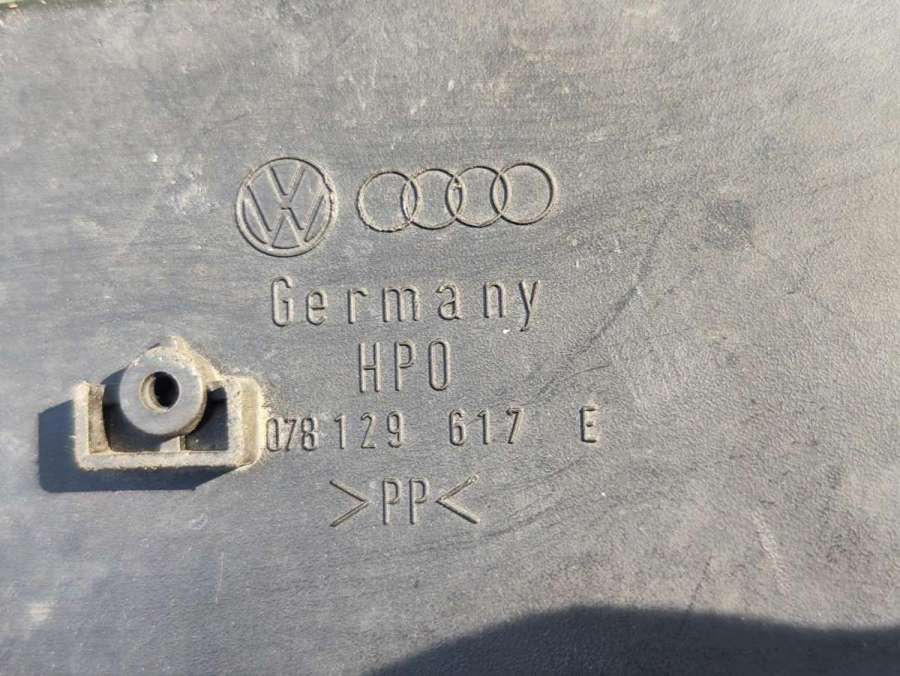 Germany
HPO
078 129 617 E
>PP<